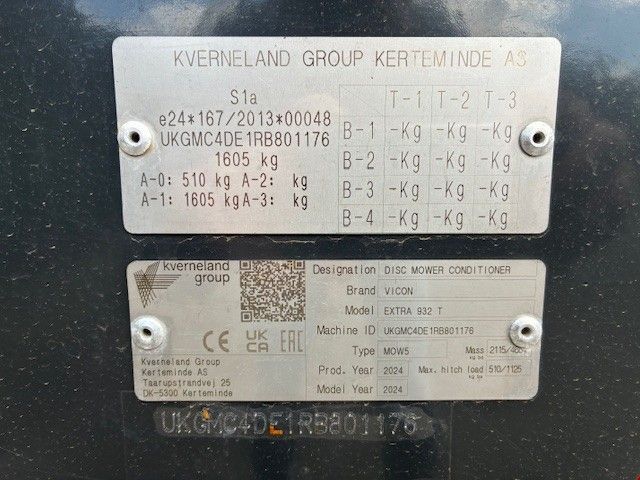 KVERNELAND GROUP KERTEMINDE AS
S1a
e24*167/2013*00048
UKGMC4DE1RB801176
1605 kg
A-0: 510 kg A-2: kg
A-1: 1605 kg A-3: kg
T-1 T-2 T-3
B-1 -Kg -Kg -Kg
B-2 -Kg -Kg -Kg
B-3 -Kg -Kg -Kg
B-4 -Kg -Kg -Kg
kverneland
group
CE UK CA EAC
Kverneland Group
Kerteminde AS
Taarupstrandvej 25
DK-5300 Kerteminde
Designation DISC MOWER CONDITIONER
Brand VICON
Model EXTRA 932 T
Machine ID UKGMC4DE1RB801176
Type MOW5 Mass kg lbs
Prod. Year 2024 Max. hitch load kg lbs 510/1125
Model Year 2024
UKGMC4DE1RB801176